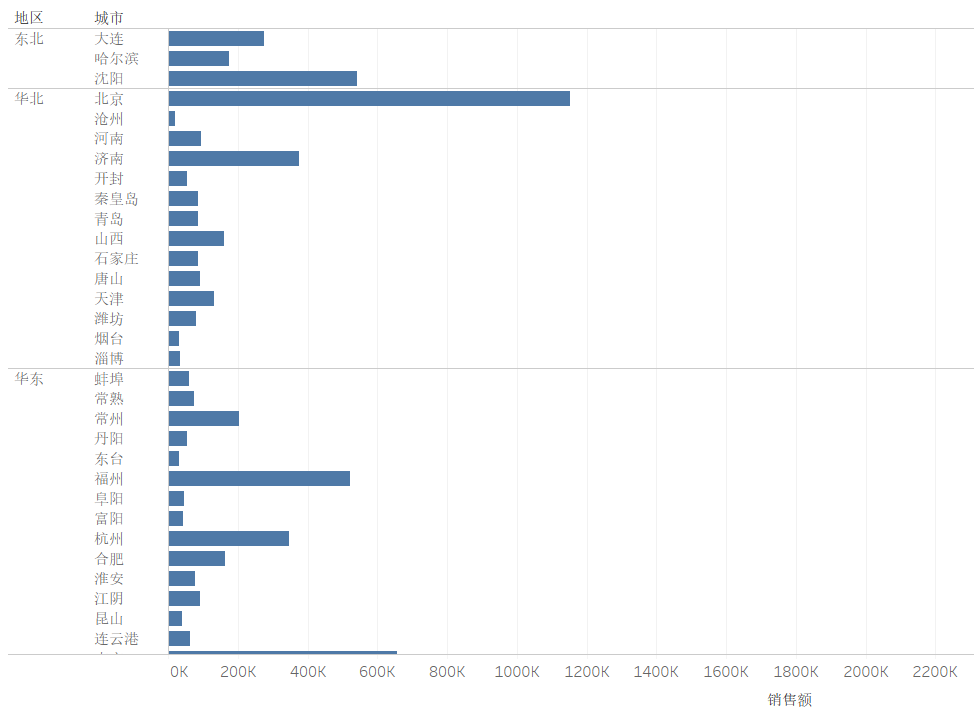 地区 城市
东北 大连
哈尔滨
沈阳
华北 北京
沧州
河南
济南
开封
秦皇岛
青岛
山西
石家庄
唐山
天津
潍坊
烟台
淄博
华东 蚌埠
常熟
常州
丹阳
东台
福州
阜阳
富阳
杭州
合肥
淮安
江阴
昆山
连云港
0K 200K 400K 600K 800K 1000K 1200K 1400K 1600K 1800K 2000K 2200K
销售额